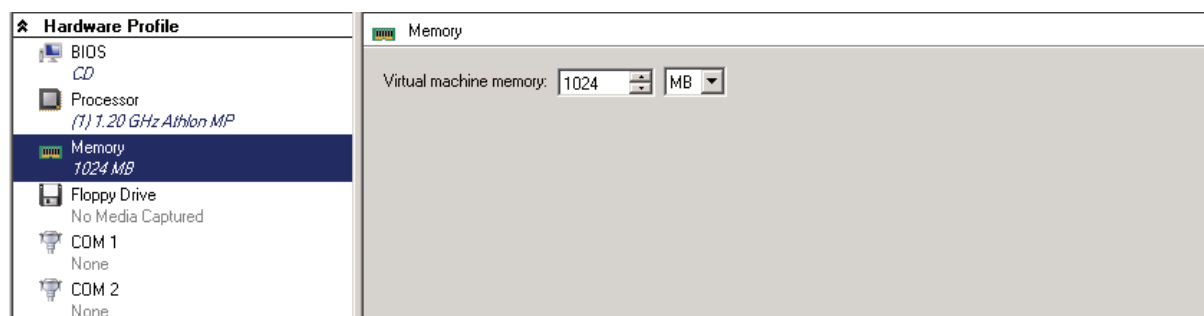 Hardware Profile
BIOS
CD
Processor
(1) 1.20 GHz Athlon MP
Memory
1024 MB
Floppy Drive
No Media Captured
COM 1
None
COM 2
None
Memory
Virtual machine memory: 1024 MB